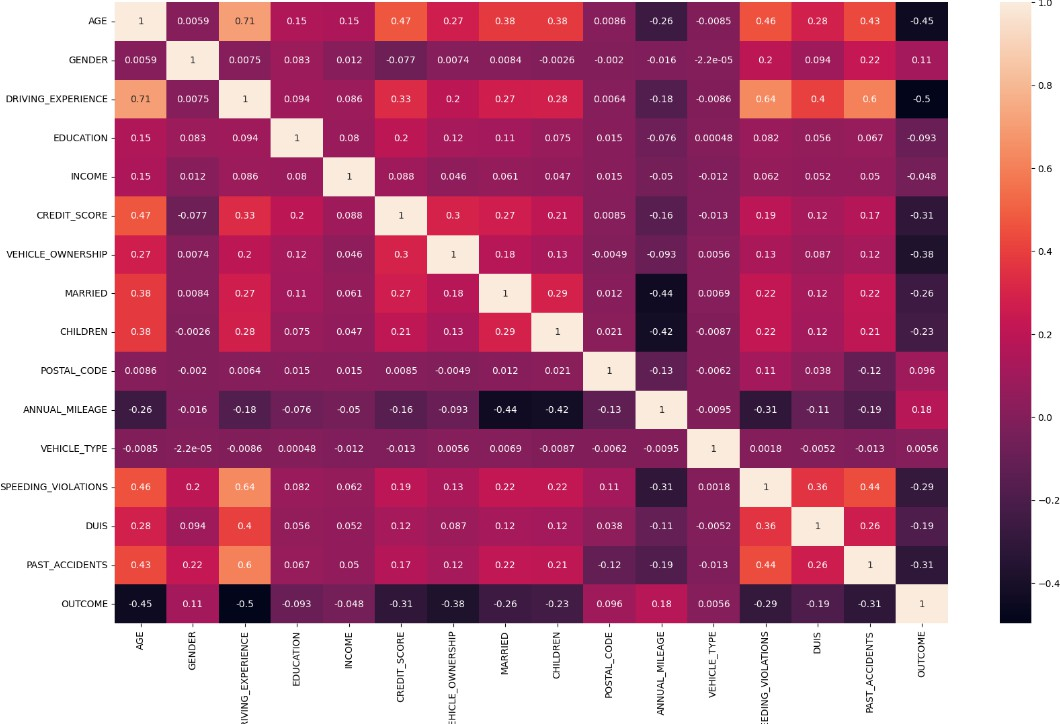 AGE 1 0.0059 0.71 0.15 0.15 0.47 0.27 0.38 0.38 0.0086 -0.26 -0.0085 0.46 0.28 0.43 -0.45
GENDER 0.0059 1 0.0075 0.083 0.012 -0.077 0.0074 0.0084 -0.0026 -0.002 -0.016 -2.2e-05 0.2 0.094 0.22 0.11
DRIVING_EXPERIENCE 0.71 0.0075 1 0.094 0.086 0.33 0.2 0.27 0.28 0.0064 -0.18 -0.0086 0.64 0.4 0.6 -0.5
EDUCATION 0.15 0.083 0.094 1 0.08 0.2 0.12 0.11 0.075 0.015 -0.076 0.00048 0.082 0.056 0.067 -0.093
INCOME 0.15 0.012 0.086 0.08 1 0.088 0.046 0.061 0.047 0.015 -0.05 -0.012 0.062 0.052 0.05 -0.048
CREDIT_SCORE 0.47 -0.077 0.33 0.2 0.088 1 0.3 0.27 0.21 0.0085 -0.16 -0.013 0.19 0.12 0.17 -0.31
VEHICLE_OWNERSHIP 0.27 0.0074 0.2 0.12 0.046 0.3 1 0.18 0.13 -0.0049 -0.093 0.0056 0.13 0.087 0.12 -0.38
MARRIED 0.38 0.0084 0.27 0.11 0.061 0.27 0.18 1 0.29 0.012 -0.44 0.0069 0.22 0.12 0.22 -0.26
CHILDREN 0.38 -0.0026 0.28 0.075 0.047 0.21 0.13 0.29 1 0.021 -0.42 -0.0087 0.22 0.12 0.21 -0.23
POSTAL_CODE 0.0086 -0.002 0.0064 0.015 0.015 0.0085 -0.0049 0.012 0.021 1 -0.13 -0.0062 0.11 0.038 -0.12 0.096
ANNUAL_MILEAGE -0.26 -0.016 -0.18 -0.076 -0.05 -0.16 -0.093 -0.44 -0.42 -0.13 1 -0.0095 -0.31 -0.11 -0.19 0.18
VEHICLE_TYPE -0.0085 -2.2e-05 -0.0086 0.00048 -0.012 -0.013 0.0056 0.0069 -0.0087 -0.0062 -0.0095 1 0.0018 -0.0052 -0.013 0.0056
SPEEDING_VIOLATIONS 0.46 0.2 0.64 0.082 0.062 0.19 0.13 0.22 0.22 0.11 -0.31 0.0018 1 0.36 0.44 -0.29
DUIS 0.28 0.094 0.4 0.056 0.052 0.12 0.087 0.12 0.12 0.038 -0.11 -0.0052 0.36 1 0.26 -0.19
PAST_ACCIDENTS 0.43 0.22 0.6 0.067 0.05 0.17 0.12 0.22 0.21 -0.12 -0.19 -0.013 0.44 0.26 1 -0.31
OUTCOME -0.45 0.11 -0.5 -0.093 -0.048 -0.31 -0.38 -0.26 -0.23 0.096 0.18 0.0056 -0.29 -0.19 -0.31 1
AGE
GENDER
RIVING_EXPERIENCE
EDUCATION
INCOME
CREDIT_SCORE
EHICLE_OWNERSHIP
MARRIED
CHILDREN
POSTAL_CODE
ANNUAL_MILEAGE
VEHICLE_TYPE
EEDING_VIOLATIONS
DUIS
PAST_ACCIDENTS
OUTCOME
1.0
0.8
0.6
0.4
0.2
0.0
−0.2
−0.4